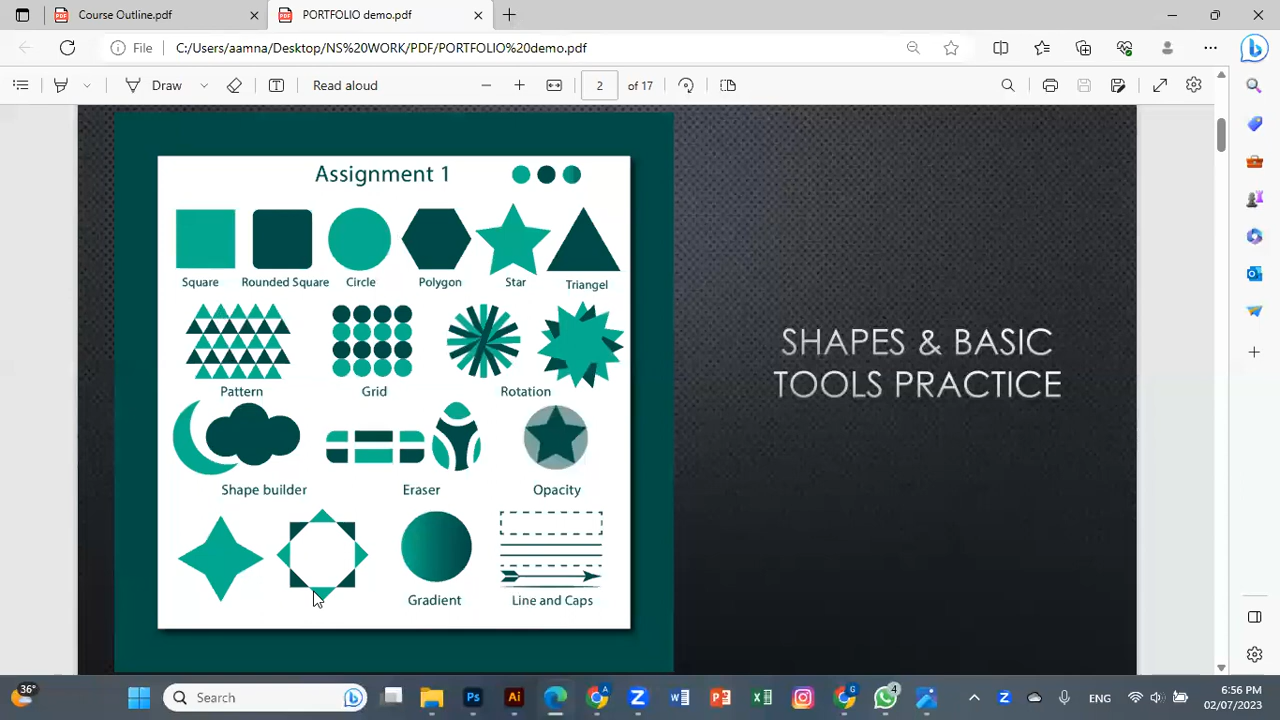 Course Outline.pdf
PORTFOLIO demo.pdf
File
C:/Users/aamna/Desktop/NS%20WORK/PDF/PORTFOLIO%20demo.pdf
Draw
Read aloud
2
of 17
Assignment 1
Square
Rounded Square
Circle
Polygon
Star
Triangel
Pattern
Grid
Rotation
Shape builder
Eraser
Opacity
Gradient
Line and Caps
SHAPES & BASIC
TOOLS PRACTICE
36°
Search
ENG
6:56 PM
02/07/2023